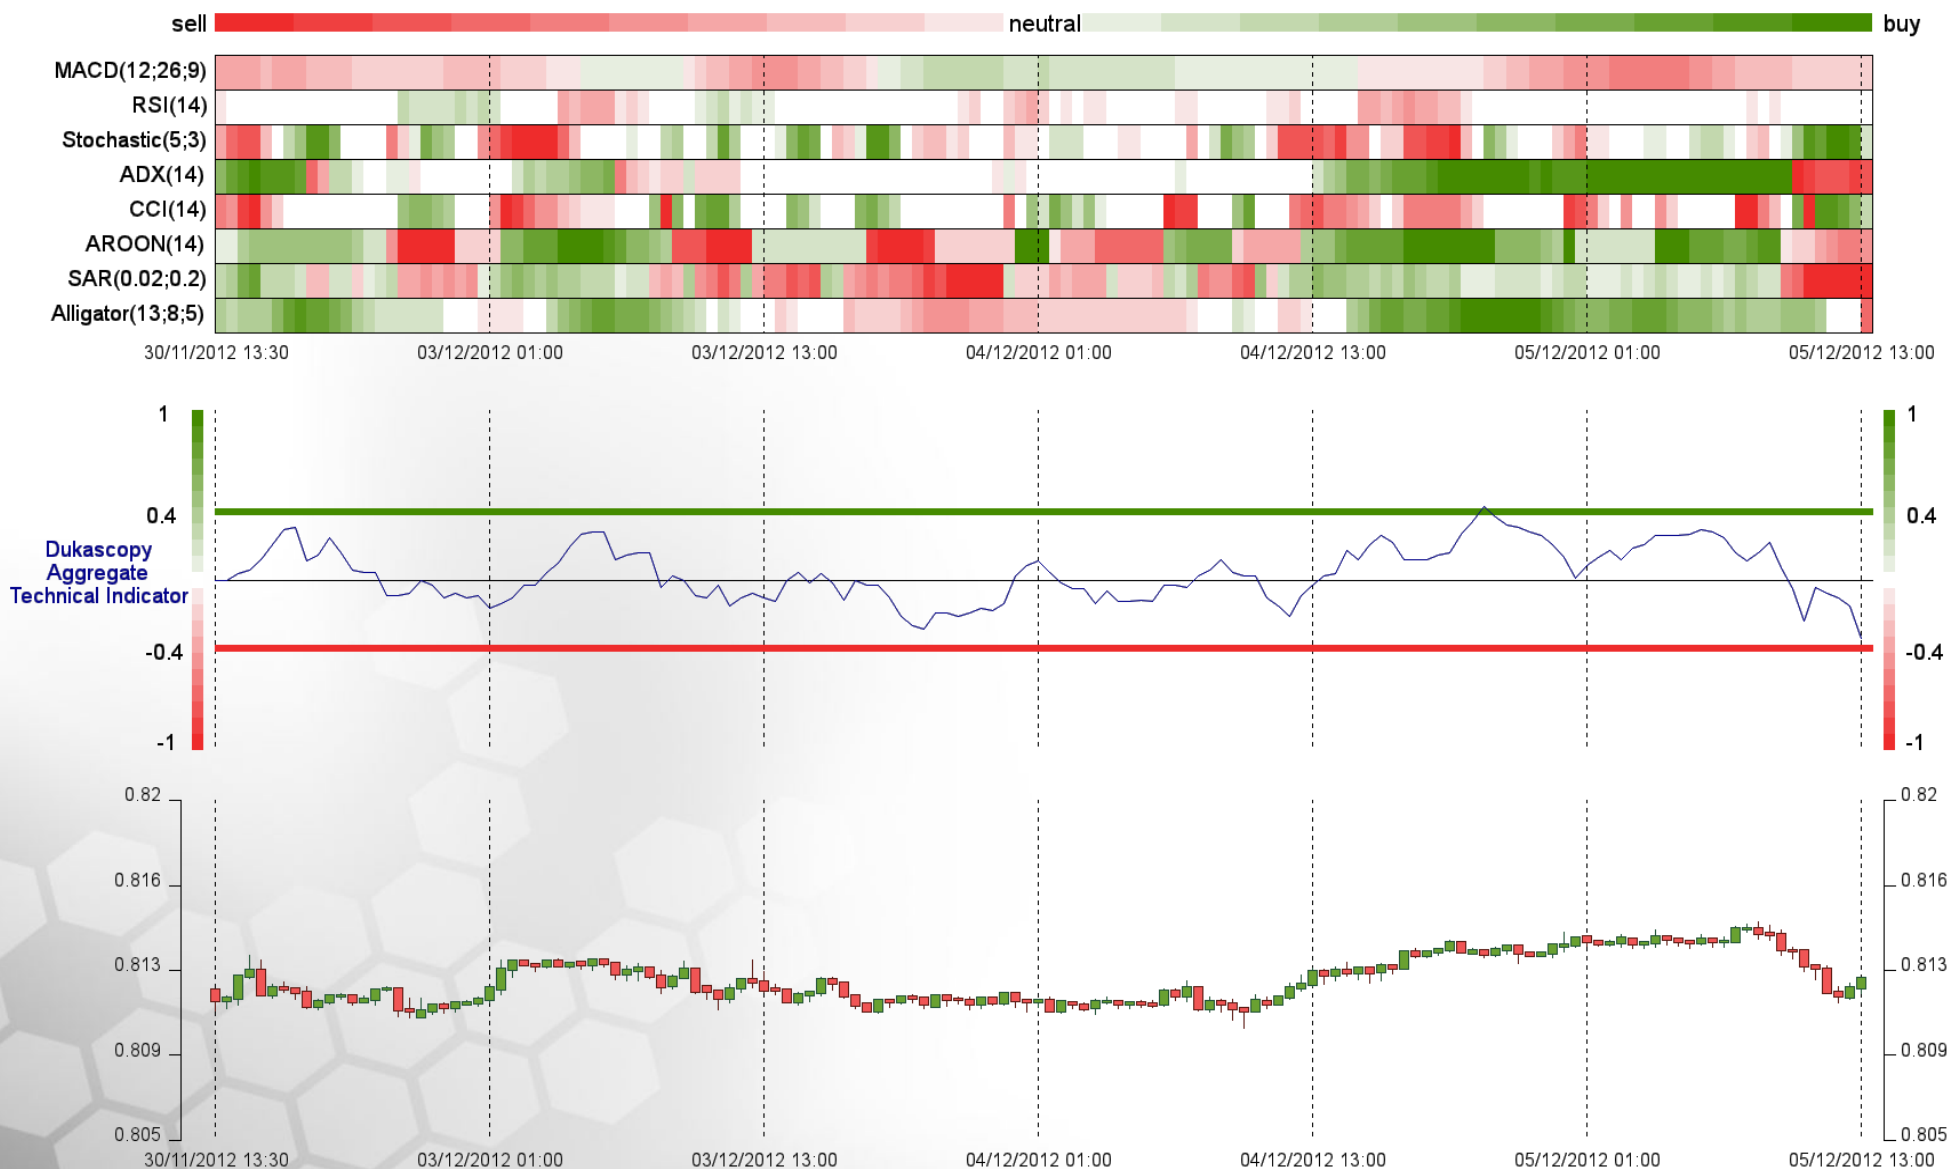 sell neutral buy
MACD(12;26;9)
RSI(14)
Stochastic(5;3)
ADX(14)
CCI(14)
AROON(14)
SAR(0.02;0.2)
Alligator(13;8;5)
30/11/2012 13:30 03/12/2012 01:00 03/12/2012 13:00 04/12/2012 01:00 04/12/2012 13:00 05/12/2012 01:00 05/12/2012 13:00
1 1
0.4 0.4
Dukascopy
Aggregate
Technical Indicator
-0.4 -0.4
-1 -1
0.82 0.82
0.816 0.816
0.813 0.813
0.809 0.809
0.805 0.805
30/11/2012 13:30 03/12/2012 01:00 03/12/2012 13:00 04/12/2012 01:00 04/12/2012 13:00 05/12/2012 01:00 05/12/2012 13:00